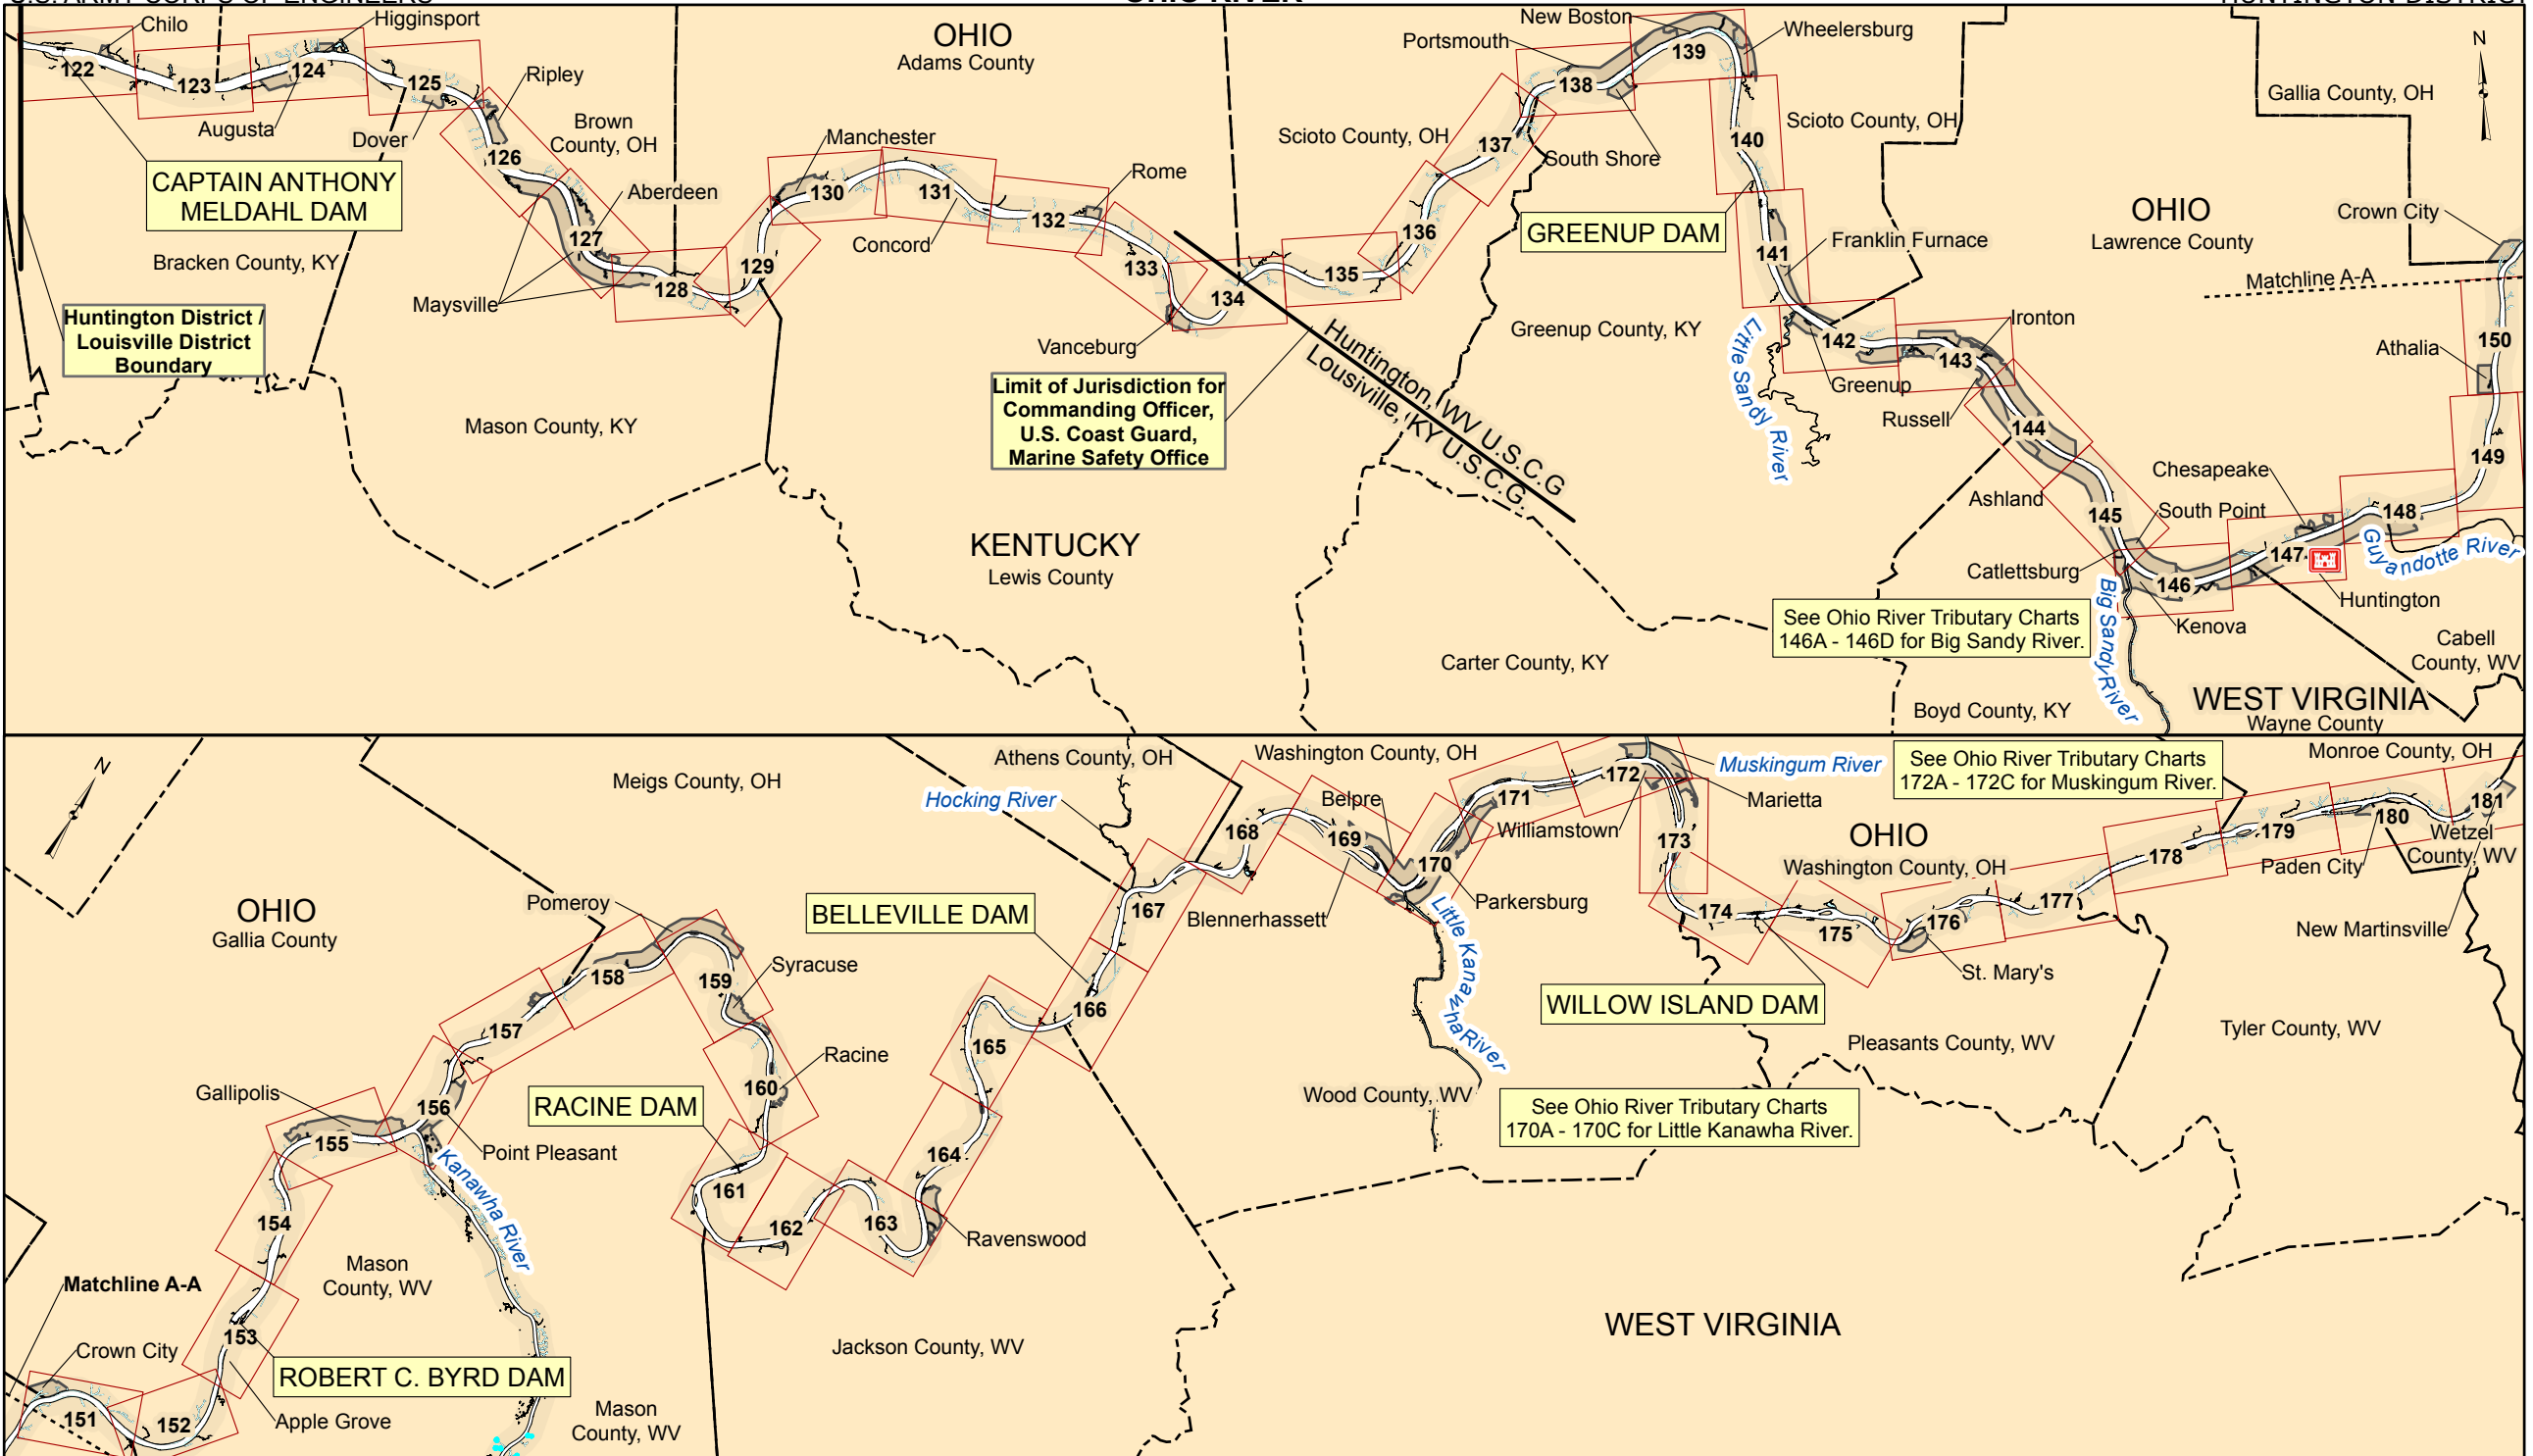 U.S. ARMY CORPS OF ENGINEERS
OHIO RIVER
HUNTINGTON DISTRICT
Chilo
Higginsport
122
123
124
125
Ripley
Augusta
Dover
Brown
County, OH
CAPTAIN ANTHONY
MELDAHL DAM
126
Aberdeen
127
Bracken County, KY
Maysville
128
Huntington District /
Louisville District
Boundary
Mason County, KY
OHIO
Adams County
Manchester
129
130
131
Concord
Rome
132
133
134
Vanceburg
Limit of Jurisdiction for
Commanding Officer,
U.S. Coast Guard,
Marine Safety Office
Huntington, WV U.S.C.G
Lousiville, KY U.S.C.G.
KENTUCKY
Lewis County
New Boston
Portsmouth
Wheelersburg
Scioto County, OH
135
136
137
138
139
South Shore
140
Scioto County, OH
GREENUP DAM
141
Franklin Furnace
Greenup County, KY
Little Sandy River
142
Greenup
Ironton
143
Russell
144
Ashland
145
Carter County, KY
Boyd County, KY
OHIO
Lawrence County
Gallia County, OH
N
Crown City
Matchline A-A
150
Athalia
149
Chesapeake
South Point
148
147
Guyandotte River
Catlettsburg
146
Huntington
Kenova
Big Sandy River
See Ohio River Tributary Charts
146A - 146D for Big Sandy River.
Cabell
County, WV
WEST VIRGINIA
Wayne County
N
Meigs County, OH
Athens County, OH
Hocking River
OHIO
Gallia County
Pomeroy
158
159
Syracuse
157
Racine
160
Gallipolis
156
155
Point Pleasant
Kanawha River
RACINE DAM
161
162
163
164
Ravenswood
165
166
BELLEVILLE DAM
167
154
Mason
County, WV
Matchline A-A
153
Crown City
ROBERT C. BYRD DAM
151
152
Apple Grove
Mason
County, WV
Jackson County, WV
Washington County, OH
168
Belpre
169
Blennerhassett
170
Parkersburg
Little Kanawha River
171
172
Williamstown
Muskingum River
Marietta
173
See Ohio River Tributary Charts
172A - 172C for Muskingum River.
OHIO
Washington County, OH
174
175
176
177
178
179
180
181
Monroe County, OH
Wetzel
County, WV
Paden City
New Martinsville
St. Mary's
WILLOW ISLAND DAM
Pleasants County, WV
Tyler County, WV
Wood County, WV
See Ohio River Tributary Charts
170A - 170C for Little Kanawha River.
WEST VIRGINIA